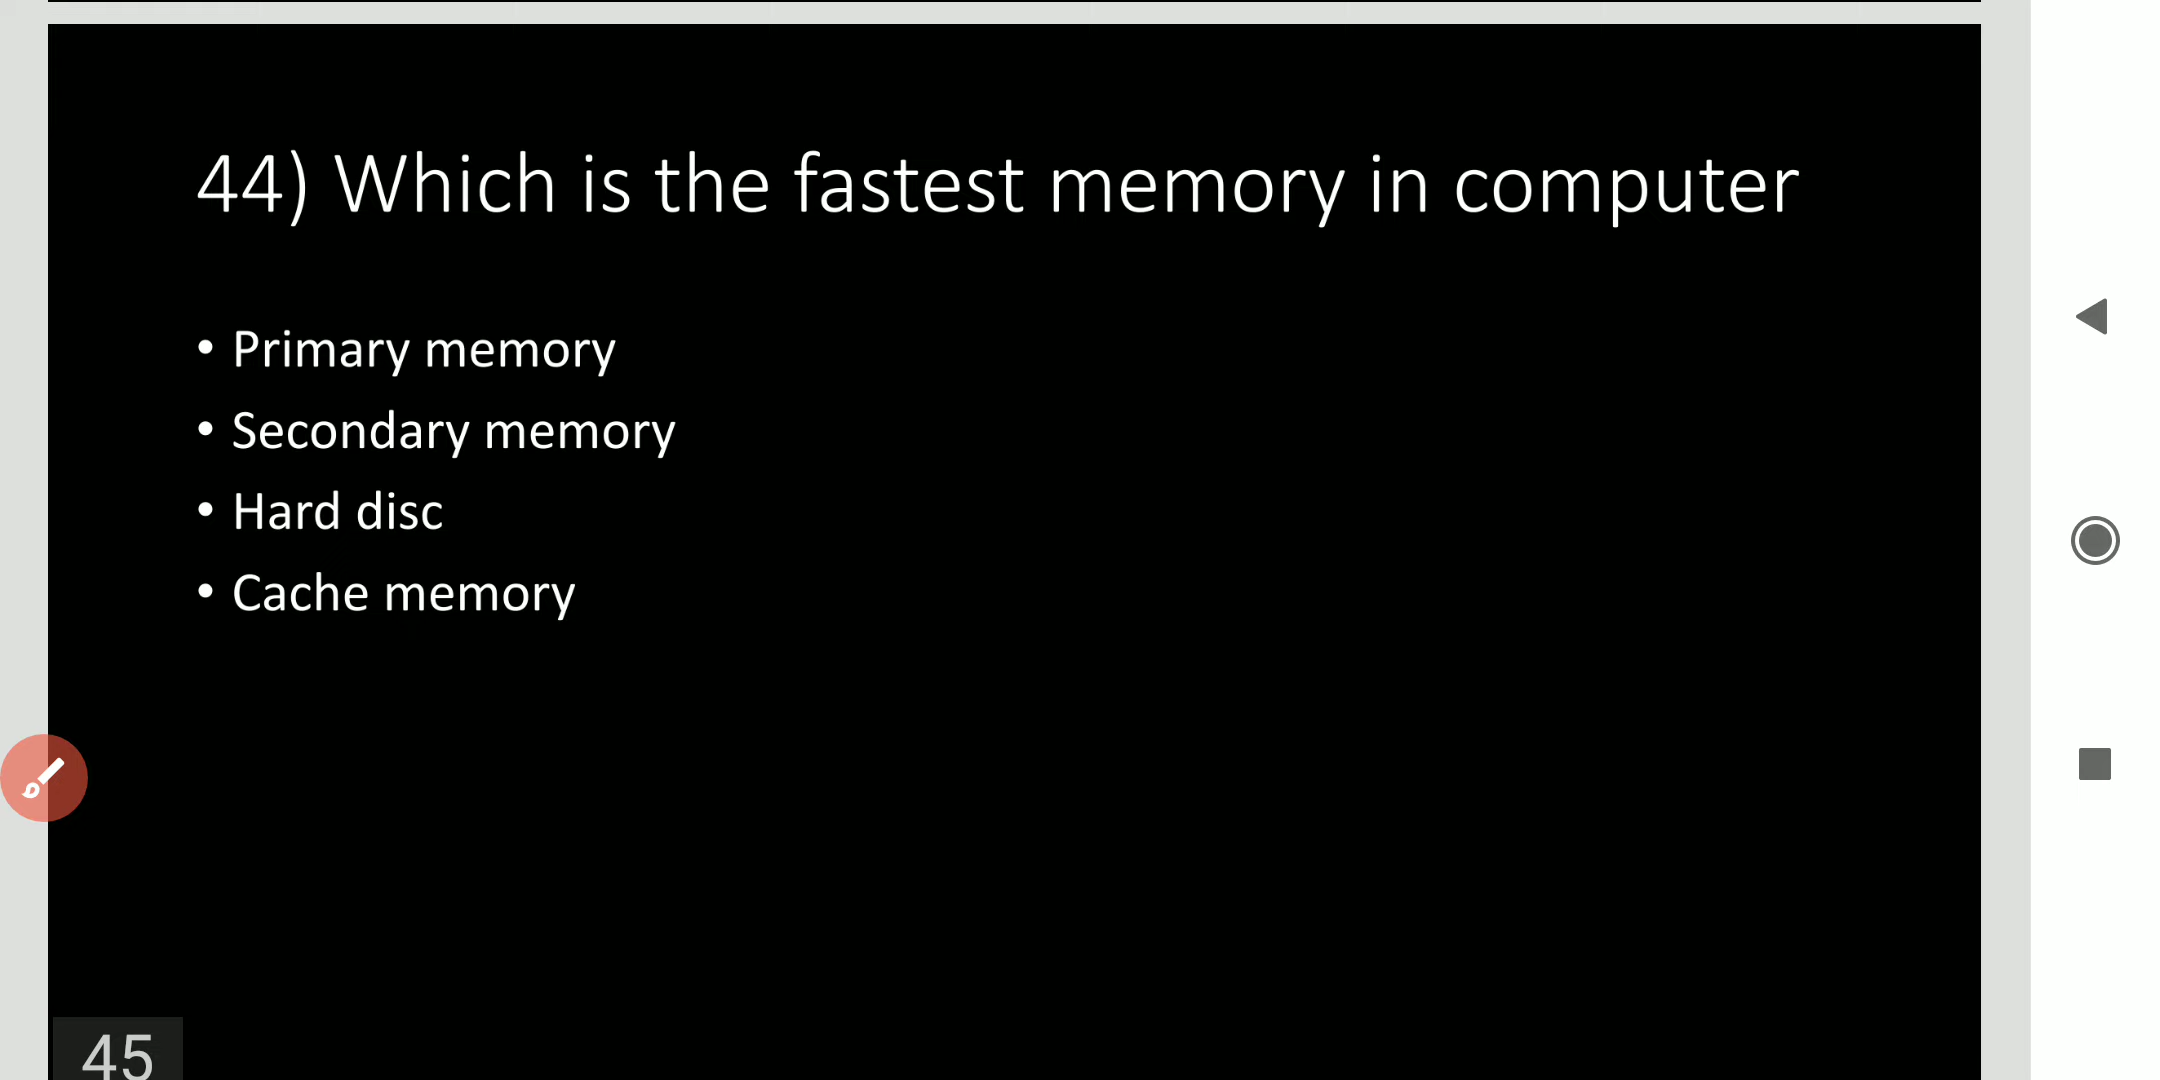 44) Which is the fastest memory in computer
• Primary memory
• Secondary memory
• Hard disc
• Cache memory
45